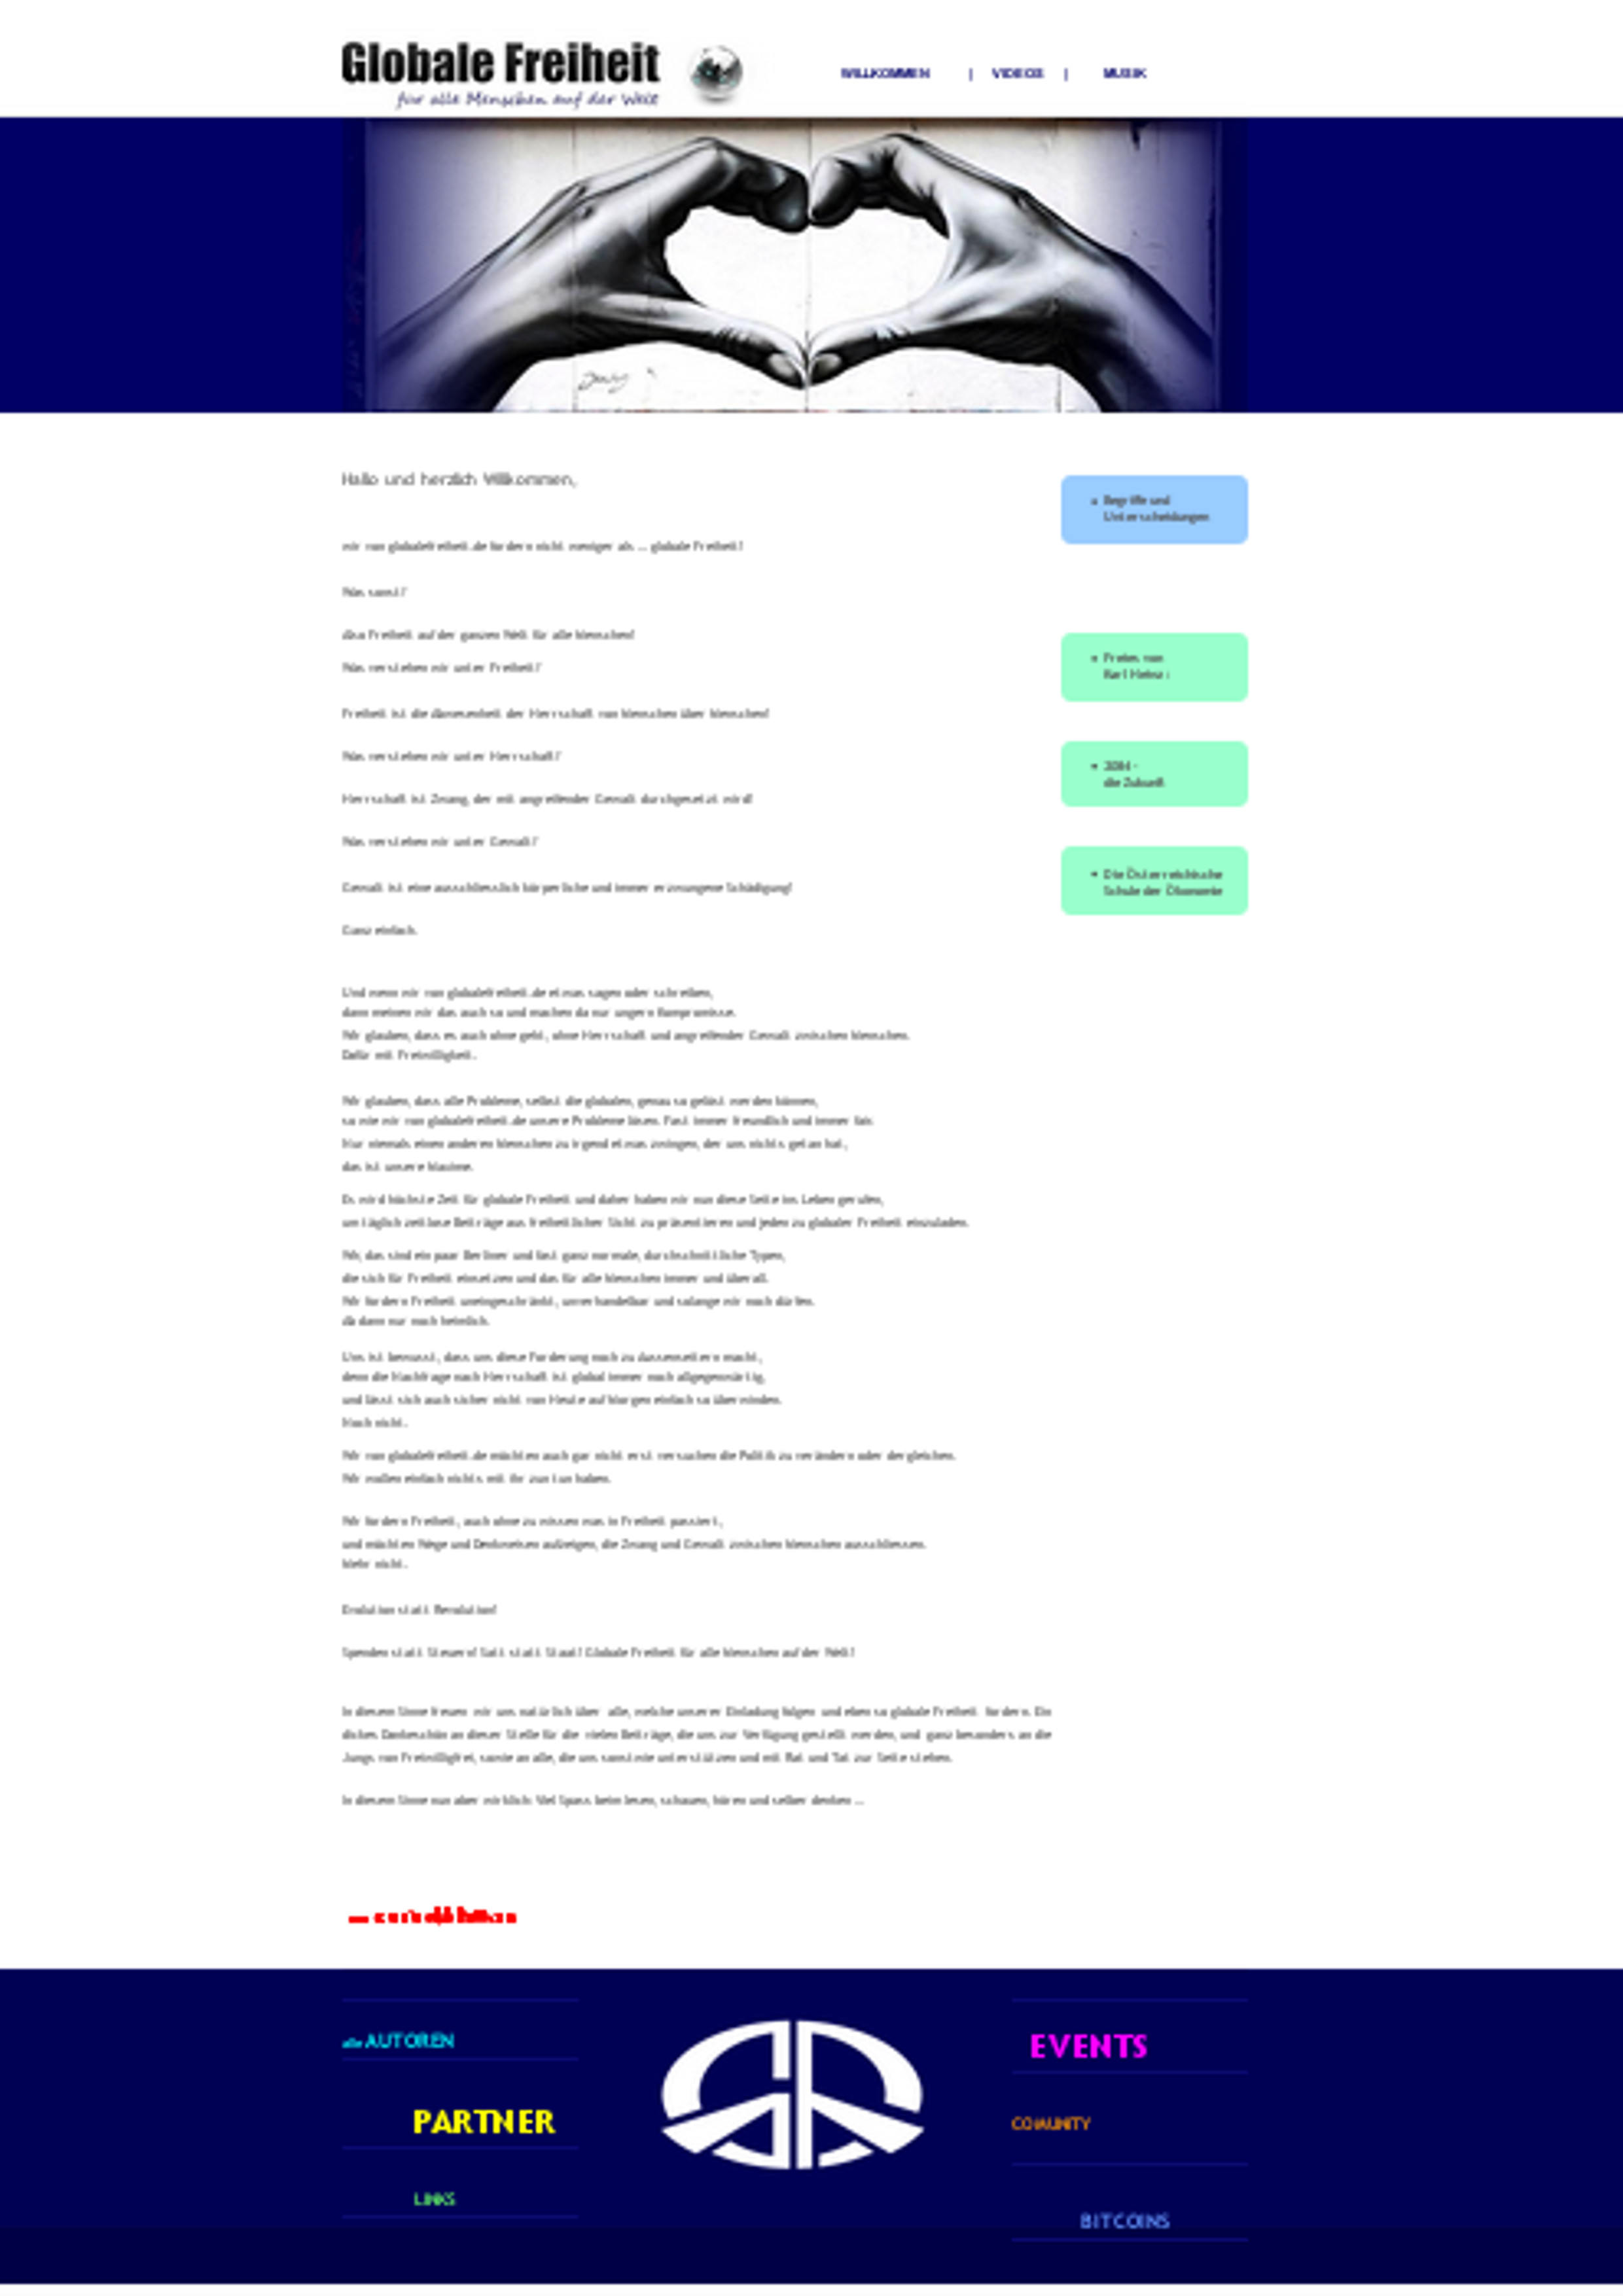 Globale Freiheit
für alle Menschen auf der Welt
WILLKOMMEN | VIDEOS | MUSIK
Hallo und herzlich Willkommen,
Begriffe und
Unterscheidungen
wir von globalefreiheit.de fordern nicht weniger als ... globale Freiheit!
Was sonst?
Also Freiheit auf der ganzen Welt für alle Menschen!
Freies von
Karl Heinz
Was verstehen wir unter Freiheit?
Freiheit ist die Abwesenheit der Herrschaft von Menschen über Menschen!
Was verstehen wir unter Herrschaft?
die Zukunft
Herrschaft ist Zwang, der mit angreifender Gewalt durchgesetzt wird!
Was verstehen wir unter Gewalt?
Die Österreichische
Schule der Ökonomie
Gewalt ist eine ausschliesslich körperliche und immer erzwungene Schädigung!
Ganz einfach.
Und wenn wir von globalefreiheit.de etwas sagen oder schreiben,
dann meinen wir das auch so und machen da nur ungern Kompromisse.
Wir glauben, dass es auch ohne geht, ohne Herrschaft und angreifender Gewalt zwischen Menschen.
Dafür mit Freiwilligkeit.
Wir glauben, dass alle Probleme, selbst die globalen, genau so gelöst werden können,
so wie wir von globalefreiheit.de unsere Probleme lösen. Fast immer freundlich und immer fair.
Nur niemals einen anderen Menschen zu irgend etwas zwingen, der uns nichts getan hat,
das ist unsere Maxime.
Es wird höchste Zeit für globale Freiheit und daher haben wir nun diese Seite ins Leben gerufen,
um täglich zeitlose Beiträge aus freiheitlicher Sicht zu präsentieren und jeden zu globaler Freiheit einzuladen.
Wir, das sind ein paar Berliner und fast ganz normale, durchschnittliche Typen,
die sich für Freiheit einsetzen und das für alle Menschen immer und überall.
Wir fordern Freiheit uneingeschränkt, unverhandelbar und solange wir noch dürfen.
Ab dann nur noch heimlich.
Uns ist bewusst, dass uns diese Forderung noch zu Aussenseitern macht,
denn die Nachfrage nach Herrschaft ist global immer noch allgegenwärtig,
und lässt sich auch sicher nicht von Heute auf Morgen einfach so überwinden.
Noch nicht.
Wir von globalefreiheit.de möchten auch gar nicht erst versuchen die Politik zu verändern oder dergleichen.
Wir wollen einfach nichts mit ihr zun tun haben.
Wir fordern Freiheit, auch ohne zu wissen was in Freiheit passiert,
und möchten Wege und Denkweisen aufzeigen, die Zwang und Gewalt zwischen Menschen ausschliessen.
Mehr nicht.
Evolution statt Revolution!
Spenden statt Steuern! Satt statt Staat! Globale Freiheit für alle Menschen auf der Welt!
In diesem Sinne freuen wir uns natürlich über alle, welche unserer Einladung folgen und eben so globale Freiheit fordern. Ein
dickes Dankeschön an dieser Stelle für die vielen Beiträge, die uns zur Verfügung gestellt werden, und ganz besonders an die
Jungs von Freiwilligfrei, sowie an alle, die uns sonst wie unterstützen und mit Rat und Tat zur Seite stehen.
In diesem Sinne nun aber wirklich: Viel Spass beim lesen, schauen, hören und selber denken ...
alle AUTOREN
EVENTS
PARTNER
COMUNITY
LINKS
BITCOINS